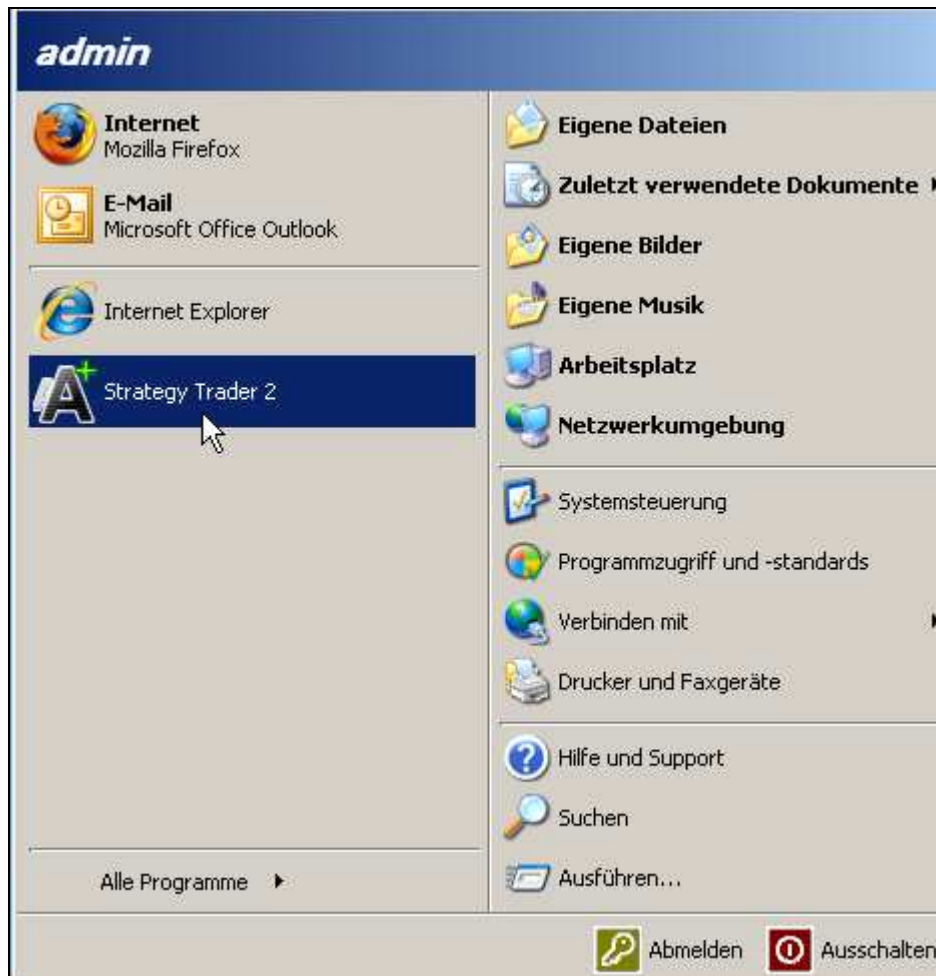 admin
Internet
Mozilla Firefox
E-Mail
Microsoft Office Outlook
Internet Explorer
Strategy Trader 2
Alle Programme
Eigene Dateien
Zuletzt verwendete Dokumente
Eigene Bilder
Eigene Musik
Arbeitsplatz
Netzwerkumgebung
Systemsteuerung
Programmzugriff und -standards
Verbinden mit
Drucker und Faxgeräte
Hilfe und Support
Suchen
Ausführen...
Abmelden
Ausschalten